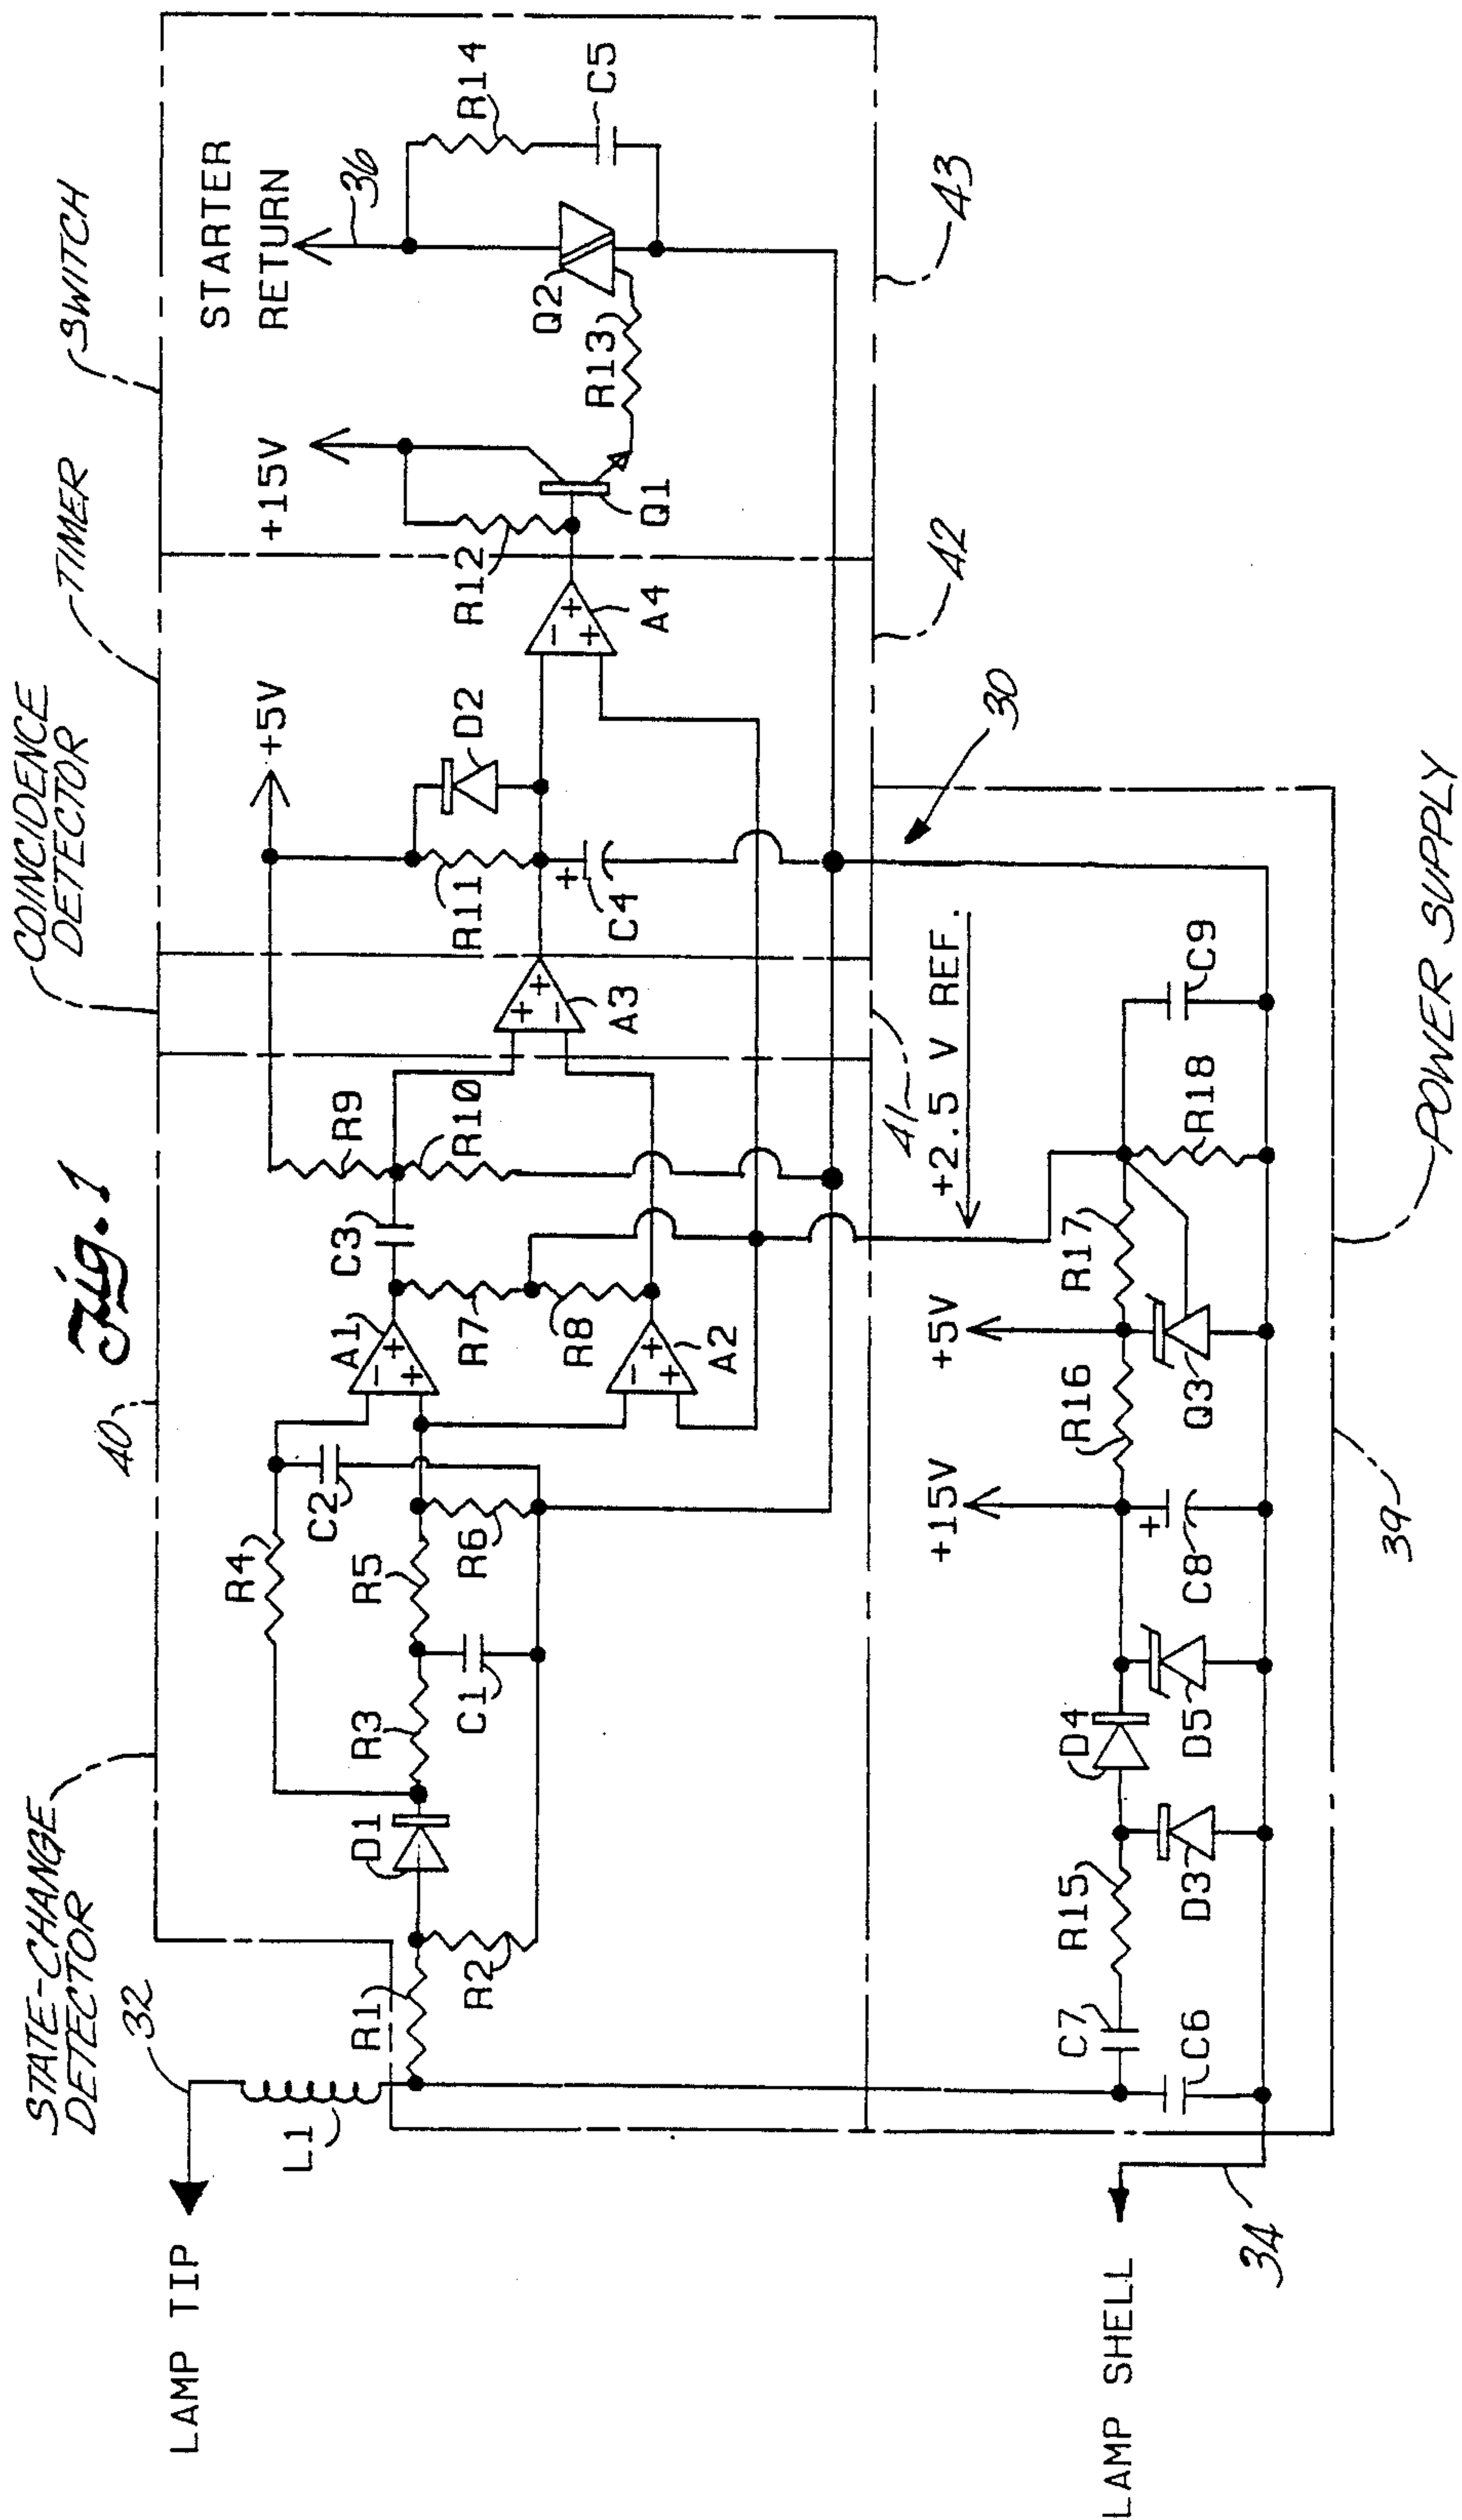 Fig. 1
STATE-CHANGE
DETECTOR
COINCIDENCE
DETECTOR
TIMER
SWITCH
40
32
LAMP TIP
L1
R1
R2
D1
R3
R4
C1
R5
R6
C2
A1
-
+
+
A2
-
+
+
R7
R8
C3
R9
R10
A3
+
-
+
+5V
R11
D2
C4
+
A4
-
+
+
R12
+15V
Q1
R13
Q2
STARTER
RETURN
36
R14
C5
43
42
41
30
+2.5 V REF.
LAMP SHELL
34
C6
C7
R15
D3
D4
D5
+15V
C8
+
R16
+5V
Q3
R17
R18
C9
39
POWER SUPPLY